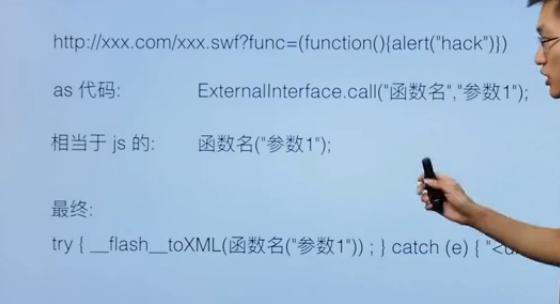 http://xxx.com/xxx.swf?func=(function(){alert("hack")})
as 代码: ExternalInterface.call("函数名","参数1");
相当于 js 的: 函数名("参数1");
最终:
try { __flash__toXML(函数名("参数1")) ; } catch (e) { "<